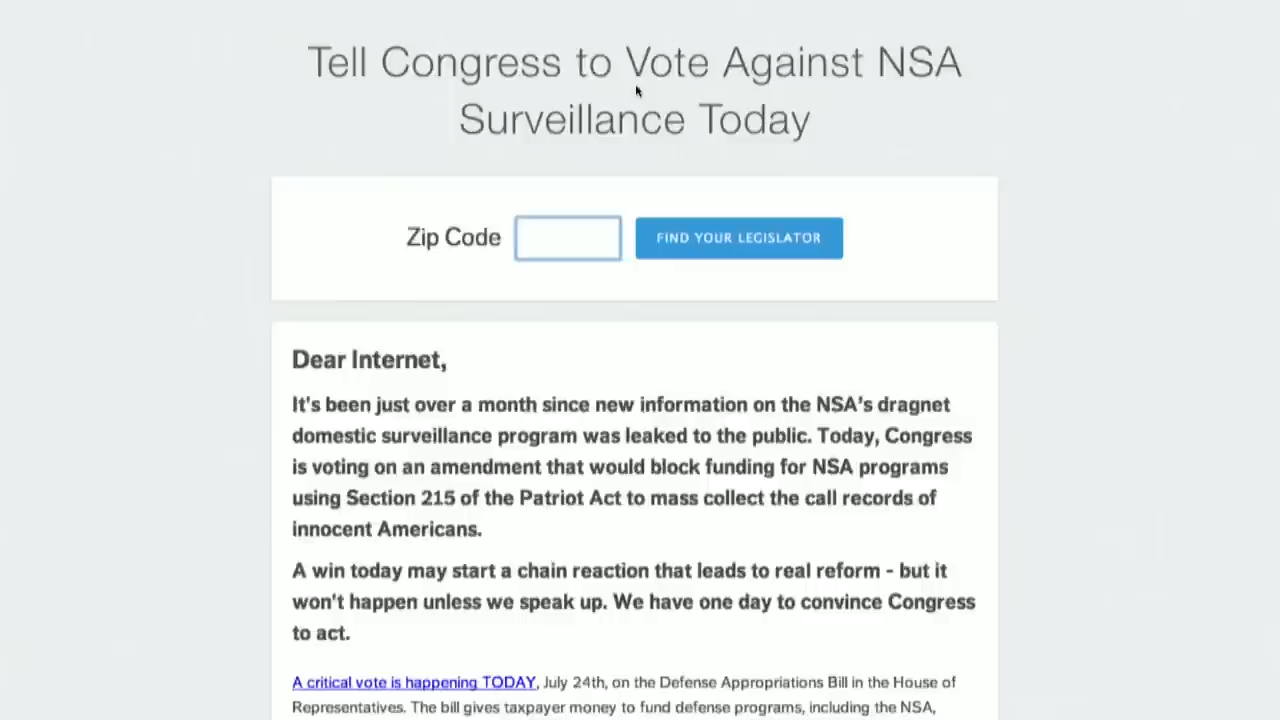 Tell Congress to Vote Against NSA
Surveillance Today
Zip Code
FIND YOUR LEGISLATOR
Dear Internet,
It's been just over a month since new information on the NSA's dragnet
domestic surveillance program was leaked to the public. Today, Congress
is voting on an amendment that would block funding for NSA programs
using Section 215 of the Patriot Act to mass collect the call records of
innocent Americans.
A win today may start a chain reaction that leads to real reform - but it
won't happen unless we speak up. We have one day to convince Congress
to act.
A critical vote is happening TODAY, July 24th, on the Defense Appropriations Bill in the House of
Representatives. The bill gives taxpayer money to fund defense programs, including the NSA,